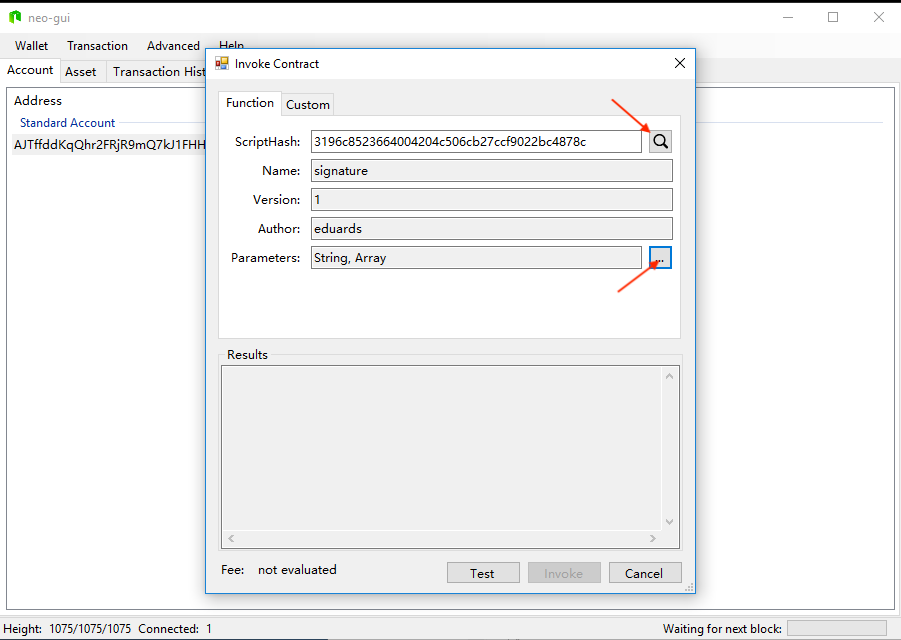 neo-gui
Wallet Transaction Advanced Help
Account Asset Transaction Hist
Address
Standard Account
AJTffddKqQhr2FRjR9mQ7kJ1FHH
Invoke Contract
Function Custom
ScriptHash: 3196c8523664004204c506cb27ccf9022bc4878c
Name: signature
Version: 1
Author: eduards
Parameters: String, Array ...
Results
Fee: not evaluated
Test Invoke Cancel
Height: 1075/1075/1075 Connected: 1 Waiting for next block: